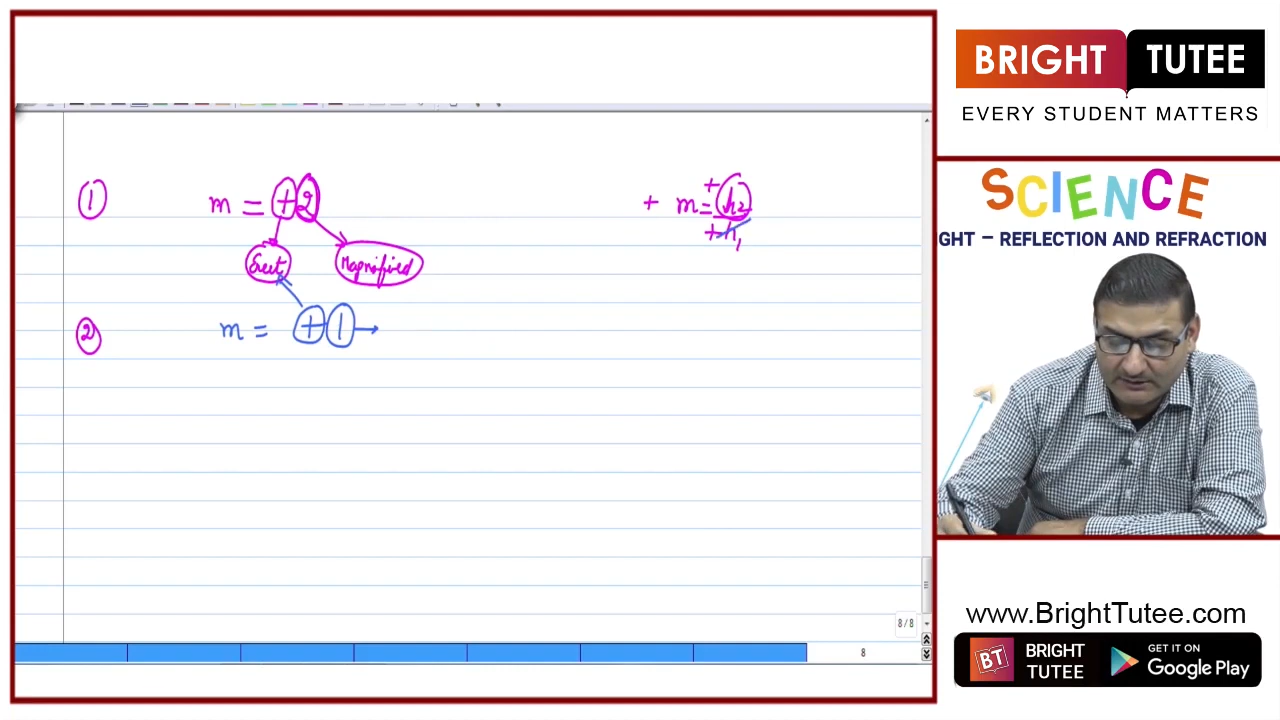 BRIGHT TUTEE
EVERY STUDENT MATTERS
SCIENCE
IGHT – REFLECTION AND REFRACTION
① m = +2
+ m = +h2
+h1
Erect Magnified
② m = +1 →
8/8
8
www.BrightTutee.com
BRIGHT TUTEE
GET IT ON
Google Play
BT